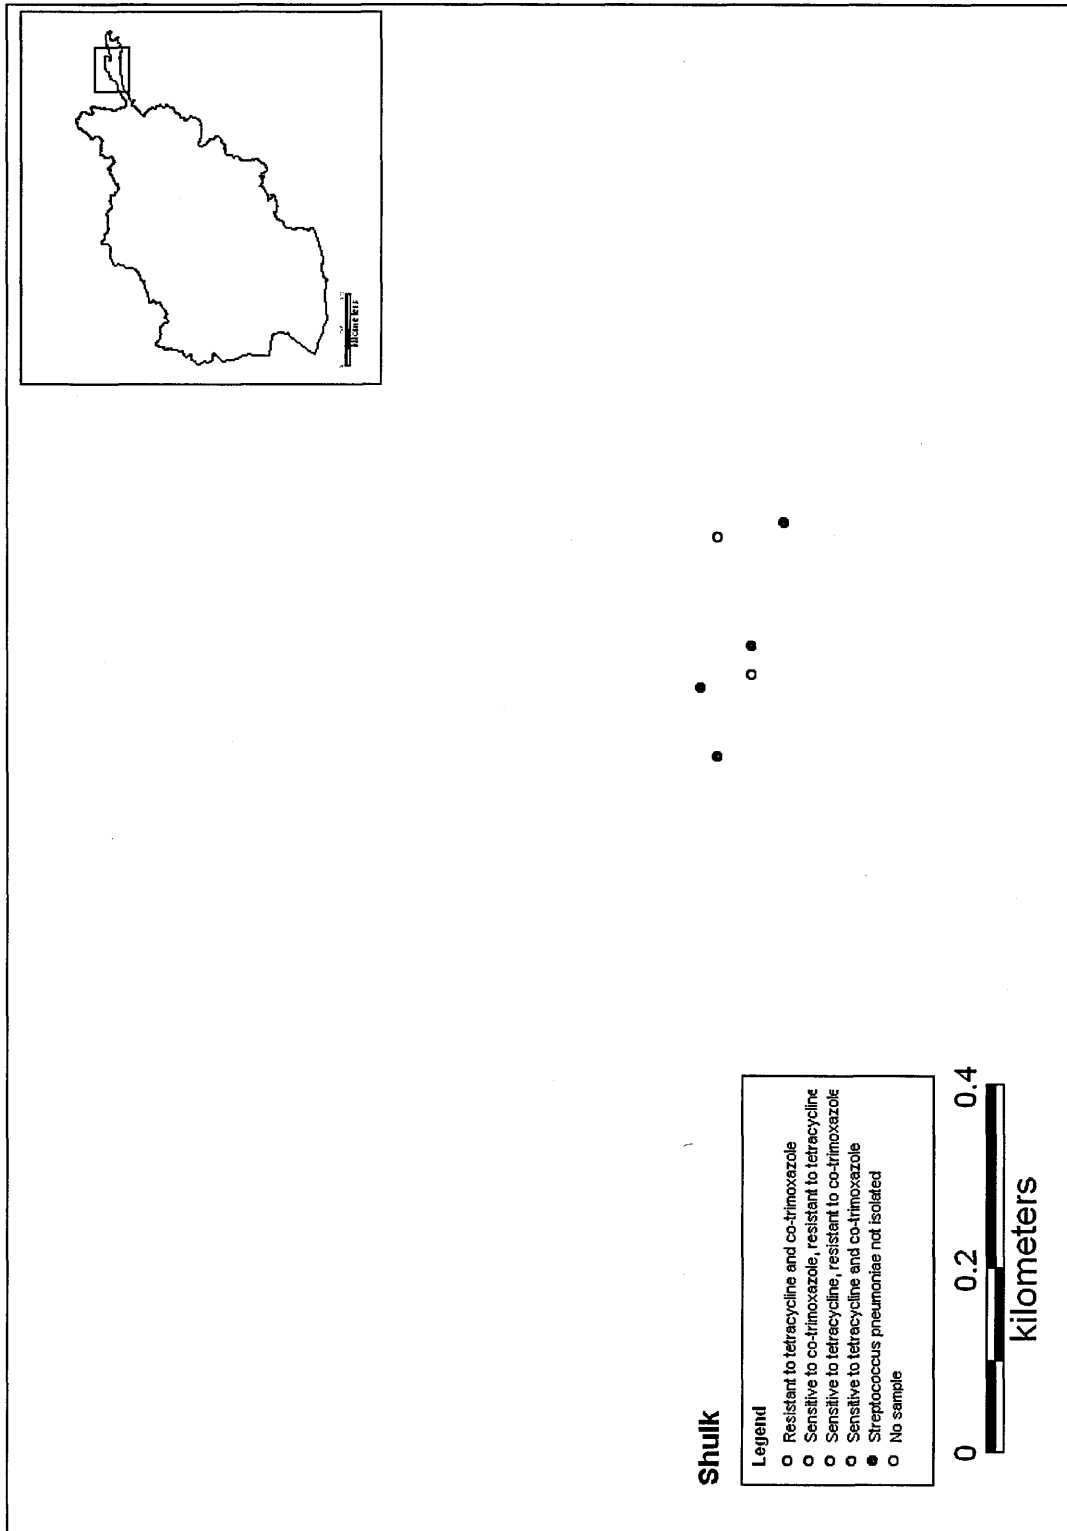 Shulk
Legend
Resistant to tetracycline and co-trimoxazole
Sensitive to co-trimoxazole, resistant to tetracycline
Sensitive to tetracycline, resistant to co-trimoxazole
Sensitive to tetracycline and co-trimoxazole
Streptococcus pneumoniae not isolated
No sample
0 0.2 0.4
kilometers